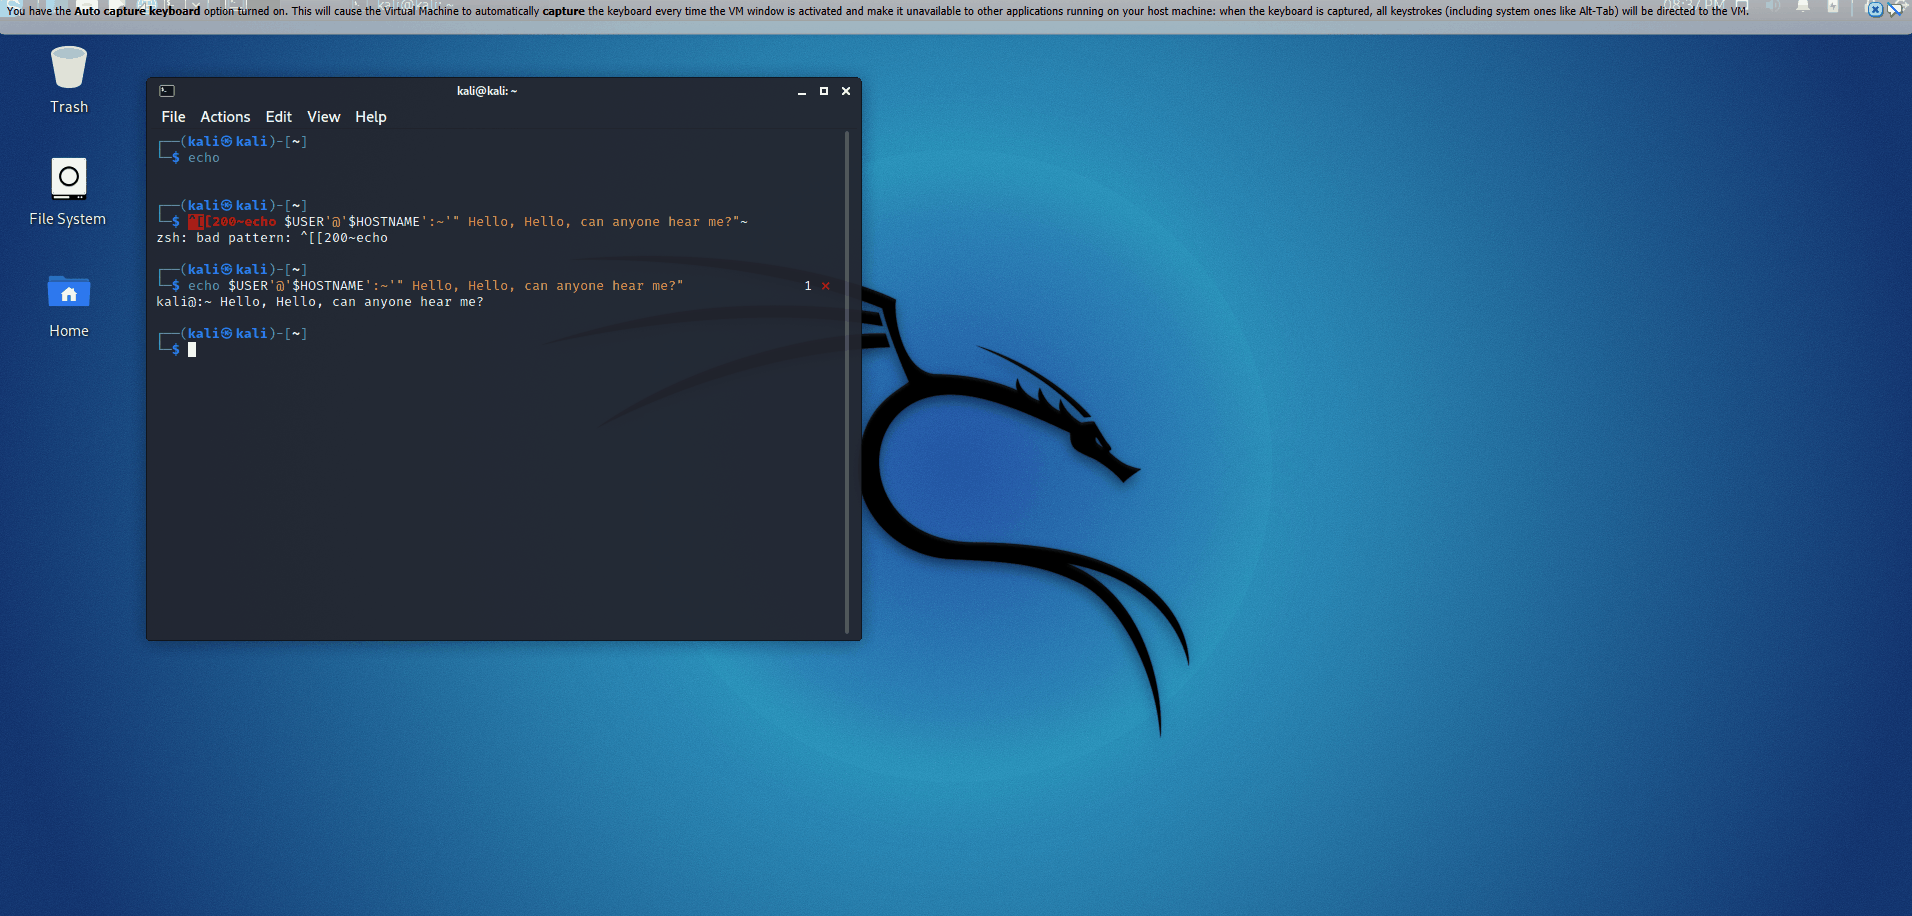 You have the Auto capture keyboard option turned on. This will cause the Virtual Machine to automatically capture the keyboard every time the VM window is activated and make it unavailable to other applications running on your host machine: when the keyboard is captured, all keystrokes (including system ones like Alt-Tab) will be directed to the VM.
kali@kali: ~
08:37 PM
Trash
File System
Home
kali@kali: ~
File Actions Edit View Help
┌──(kali㉿kali)-[~]
└─$ echo
┌──(kali㉿kali)-[~]
└─$ ^[[200~echo $USER'@'$HOSTNAME':~'" Hello, Hello, can anyone hear me?"~
zsh: bad pattern: ^[[200~echo
┌──(kali㉿kali)-[~]
└─$ echo $USER'@'$HOSTNAME':~'" Hello, Hello, can anyone hear me?" 1 ⨯
kali@:~ Hello, Hello, can anyone hear me?
┌──(kali㉿kali)-[~]
└─$